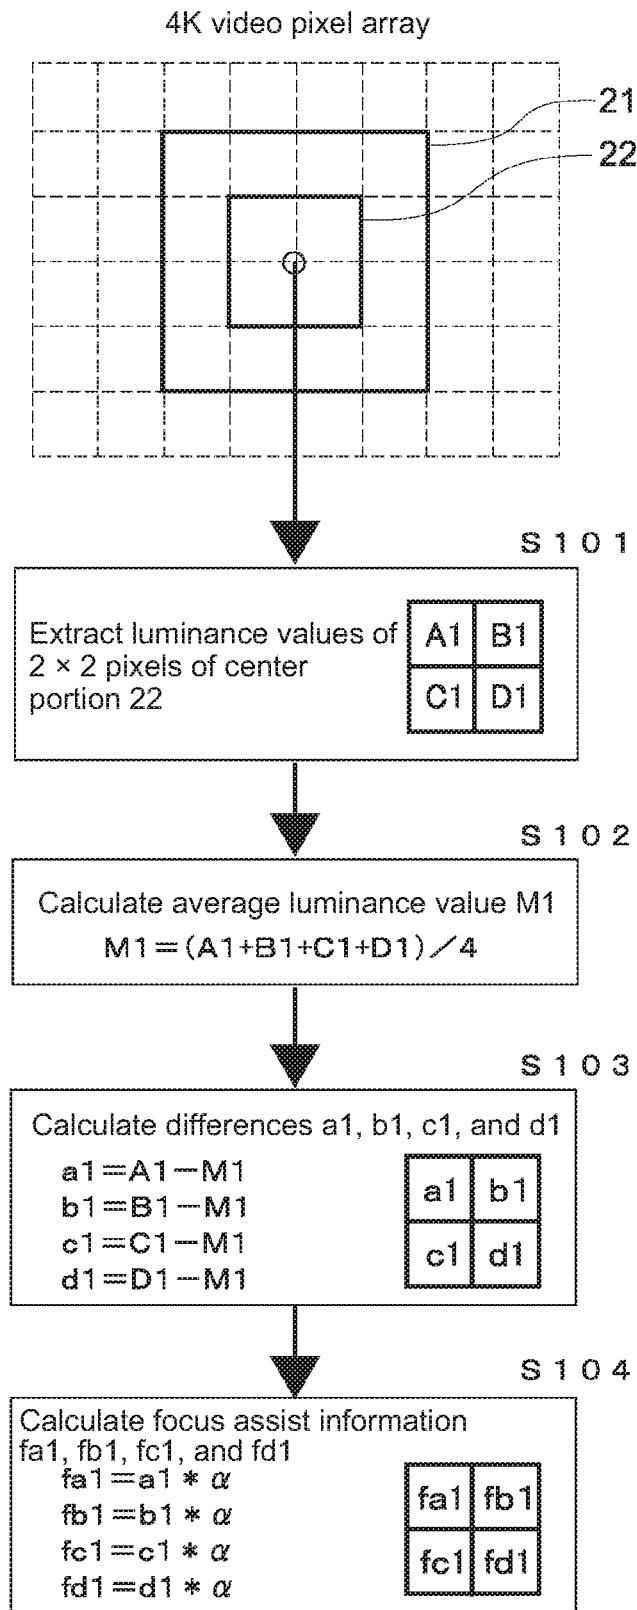 4K video pixel array
21
22
S101
Extract luminance values of
2 × 2 pixels of center
portion 22
A1 B1
C1 D1
S102
Calculate average luminance value M1
M1=(A1+B1+C1+D1)/4
S103
Calculate differences a1, b1, c1, and d1
a1=A1-M1
b1=B1-M1
c1=C1-M1
d1=D1-M1
a1 b1
c1 d1
S104
Calculate focus assist information
fa1, fb1, fc1, and fd1
fa1=a1 * α
fb1=b1 * α
fc1=c1 * α
fd1=d1 * α
fa1 fb1
fc1 fd1